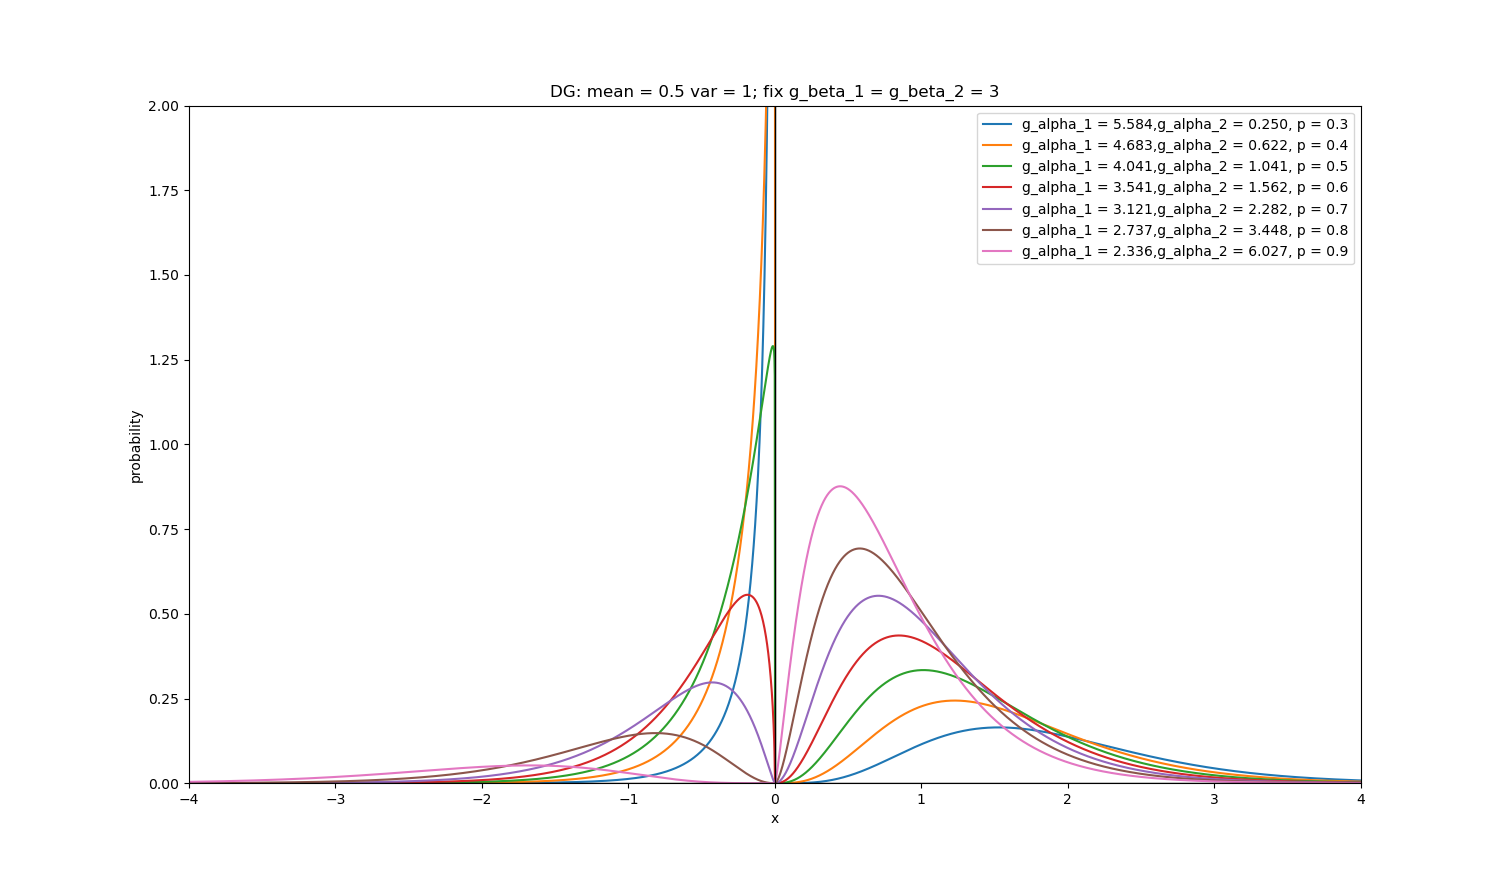 DG: mean = 0.5 var = 1; fix g_beta_1 = g_beta_2 = 3
2.00
1.75
1.50
1.25
1.00
0.75
0.50
0.25
0.00
probability
g_alpha_1 = 5.584,g_alpha_2 = 0.250, p = 0.3
g_alpha_1 = 4.683,g_alpha_2 = 0.622, p = 0.4
g_alpha_1 = 4.041,g_alpha_2 = 1.041, p = 0.5
g_alpha_1 = 3.541,g_alpha_2 = 1.562, p = 0.6
g_alpha_1 = 3.121,g_alpha_2 = 2.282, p = 0.7
g_alpha_1 = 2.737,g_alpha_2 = 3.448, p = 0.8
g_alpha_1 = 2.336,g_alpha_2 = 6.027, p = 0.9
−4 −3 −2 −1 0 1 2 3 4
x